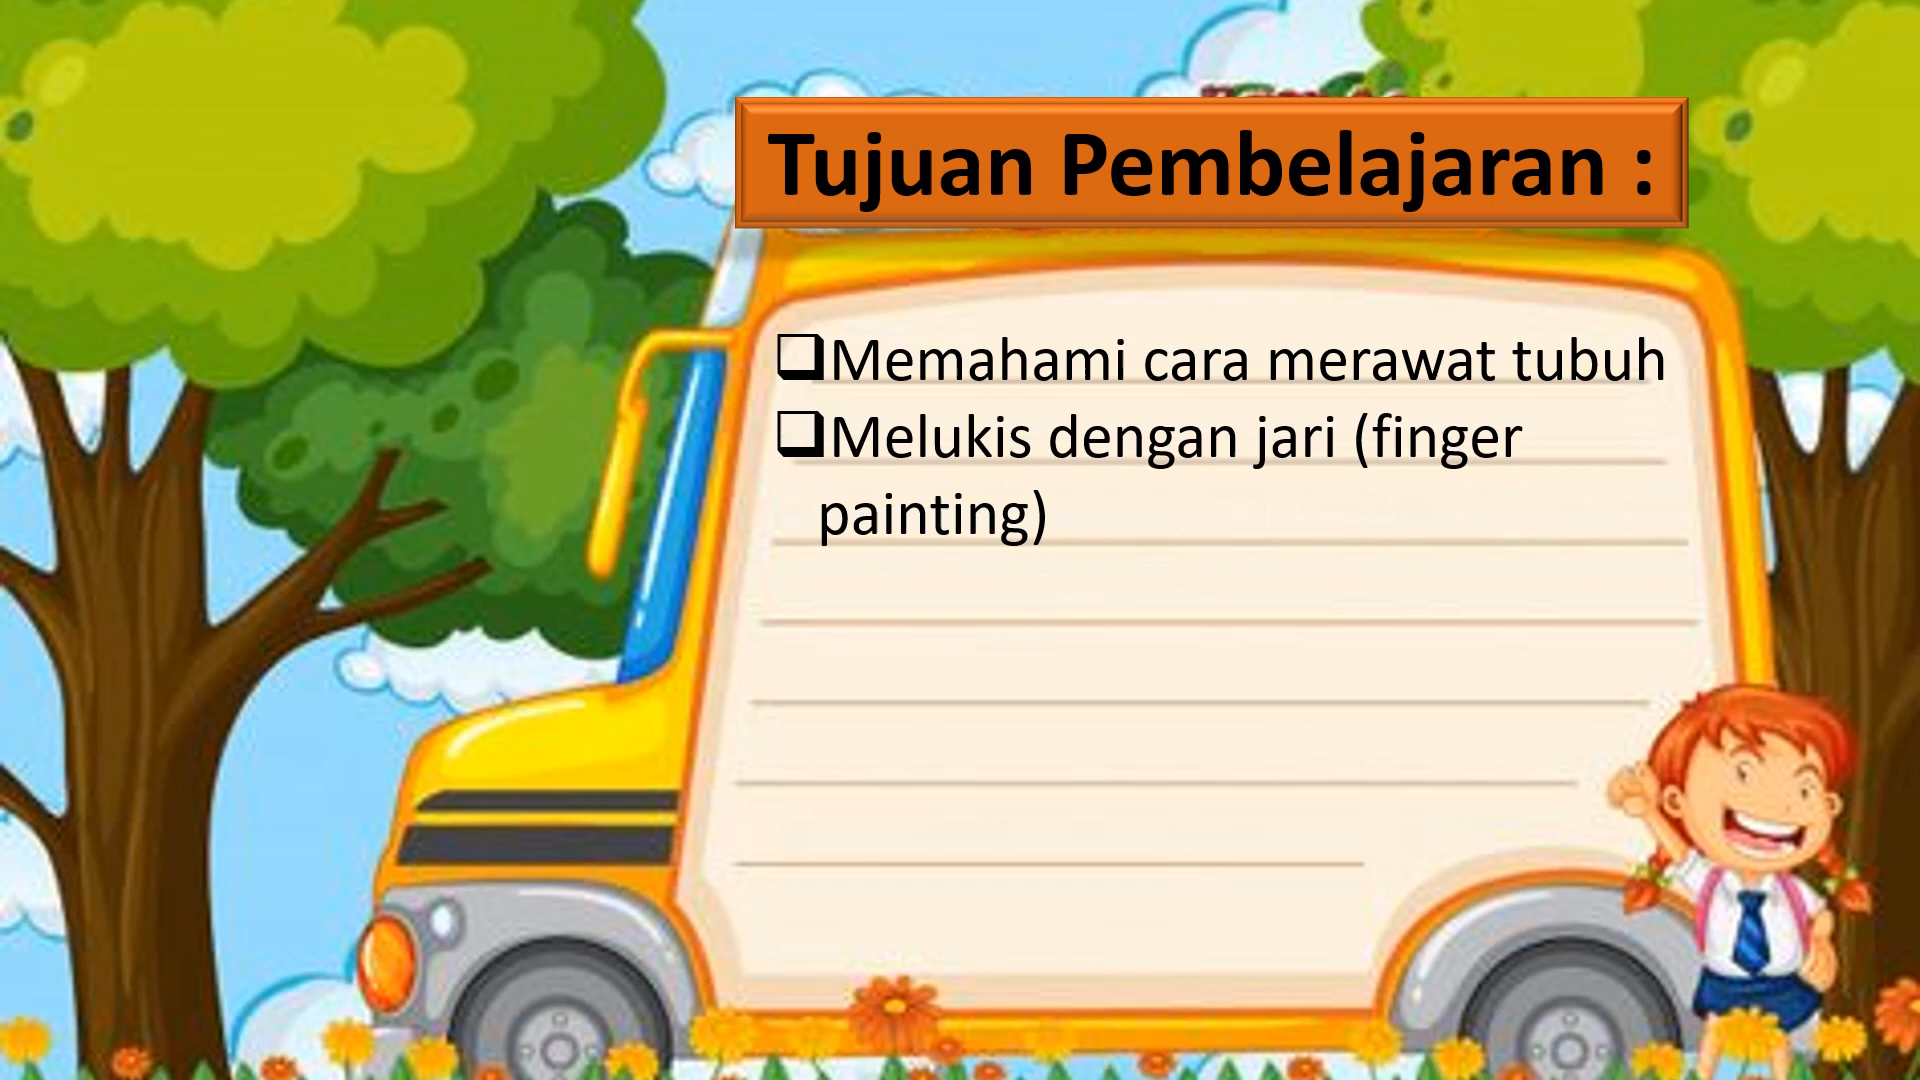 Tujuan Pembelajaran :
❑Memahami cara merawat tubuh
❑Melukis dengan jari (finger
painting)